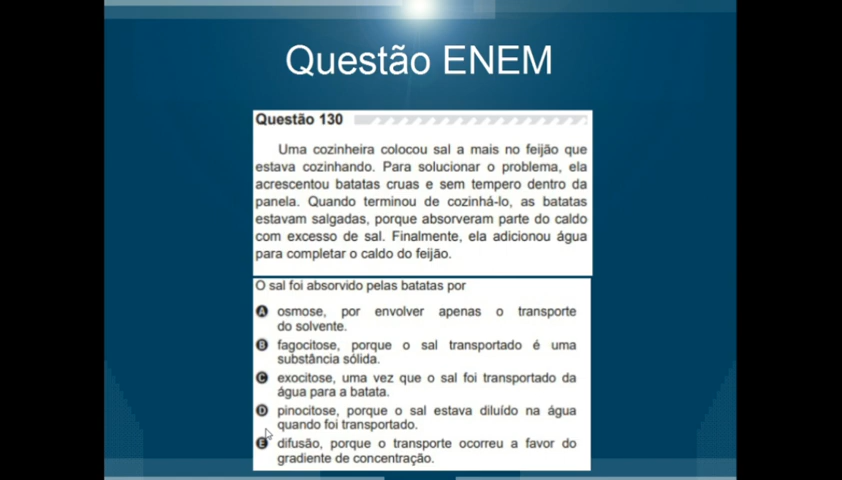 Questão ENEM
Questão 130
Uma cozinheira colocou sal a mais no feijão que
estava cozinhando. Para solucionar o problema, ela
acrescentou batatas cruas e sem tempero dentro da
panela. Quando terminou de cozinhá-lo, as batatas
estavam salgadas, porque absorveram parte do caldo
com excesso de sal. Finalmente, ela adicionou água
para completar o caldo do feijão.
O sal foi absorvido pelas batatas por
A osmose, por envolver apenas o transporte
do solvente.
B fagocitose, porque o sal transportado é uma
substância sólida.
C exocitose, uma vez que o sal foi transportado da
água para a batata.
D pinocitose, porque o sal estava diluído na água
quando foi transportado.
E difusão, porque o transporte ocorreu a favor do
gradiente de concentração.